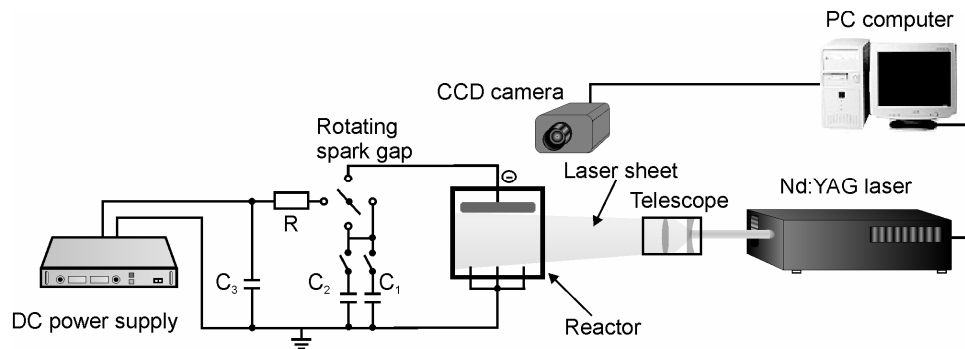 PC computer
CCD camera
Rotating
spark gap
Laser sheet
Nd:YAG laser
Telescope
R
C3
C2
C1
DC power supply
Reactor